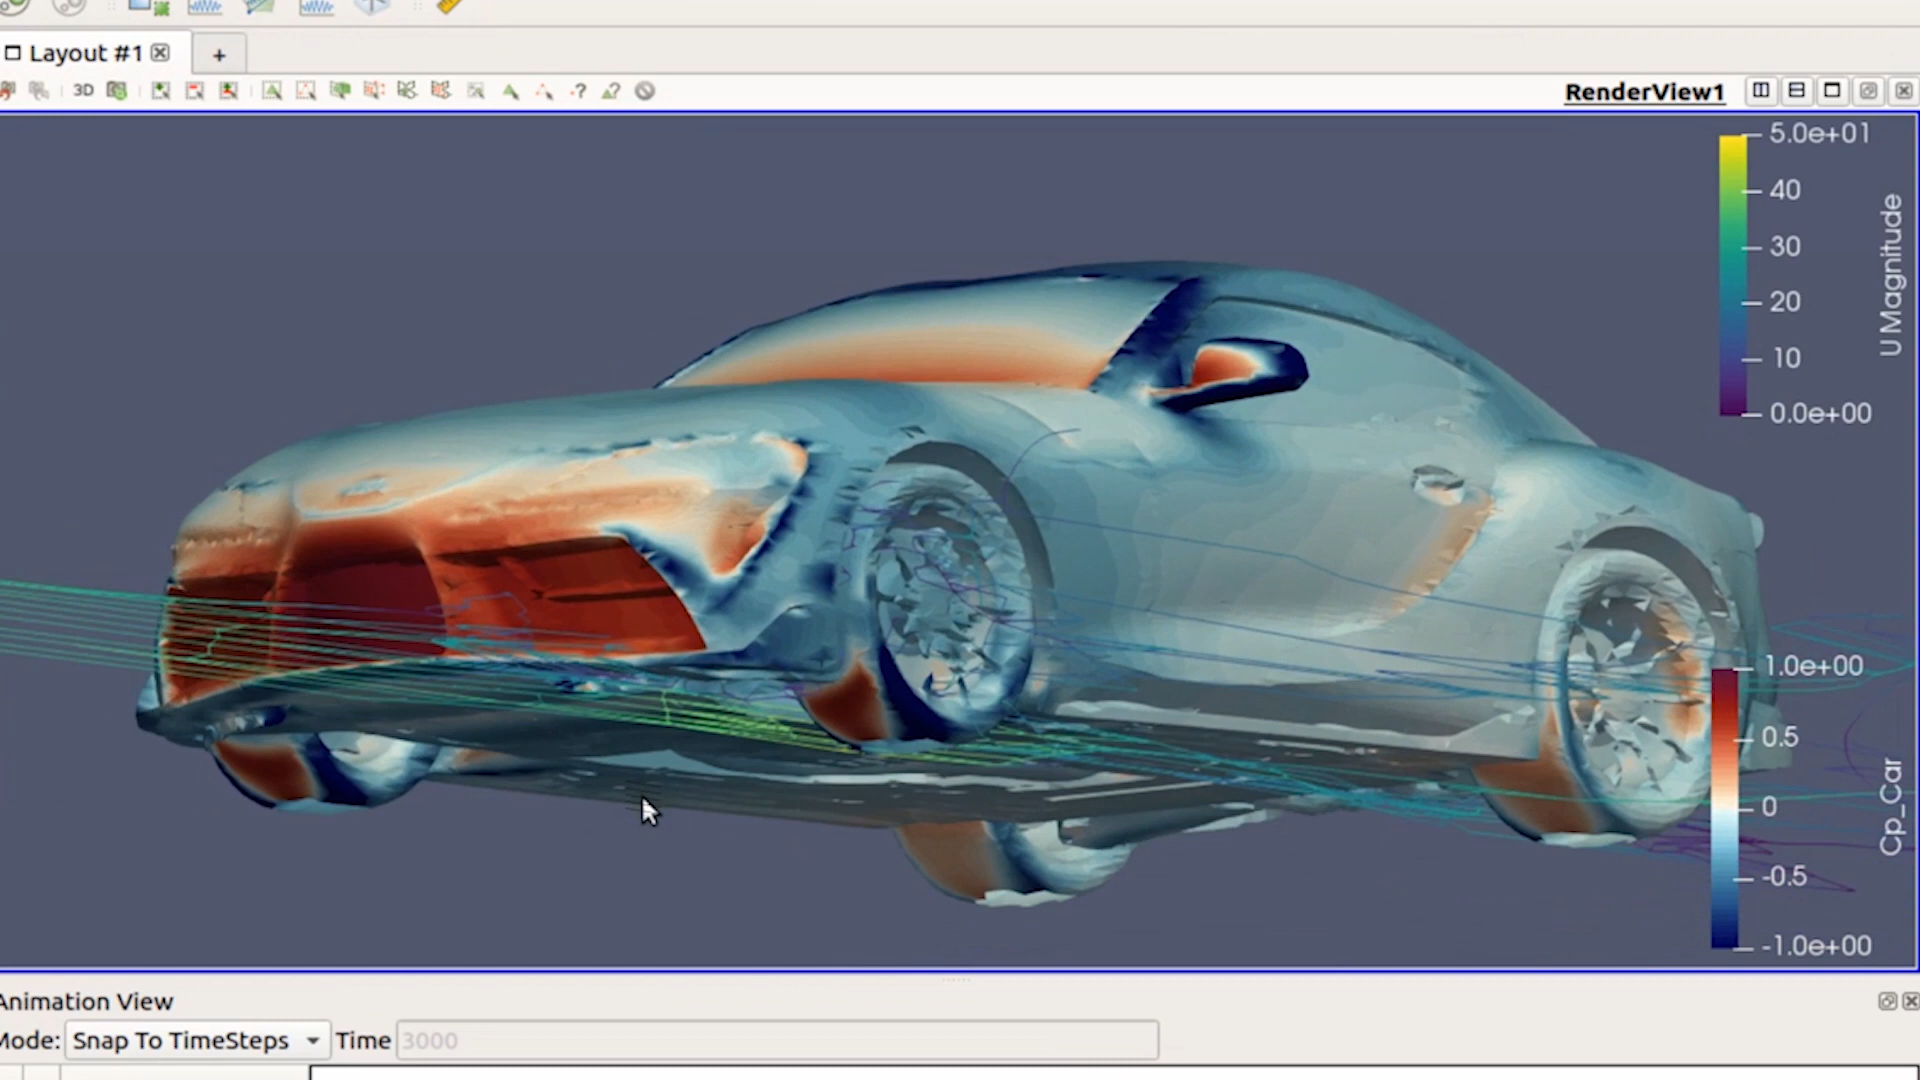 Layout #1
+
3D
?
?
RenderView1
5.0e+01
40
30
20
10
0.0e+00
U Magnitude
1.0e+00
0.5
0
-0.5
-1.0e+00
Cp_Car
Animation View
Mode: Snap To TimeSteps Time 3000